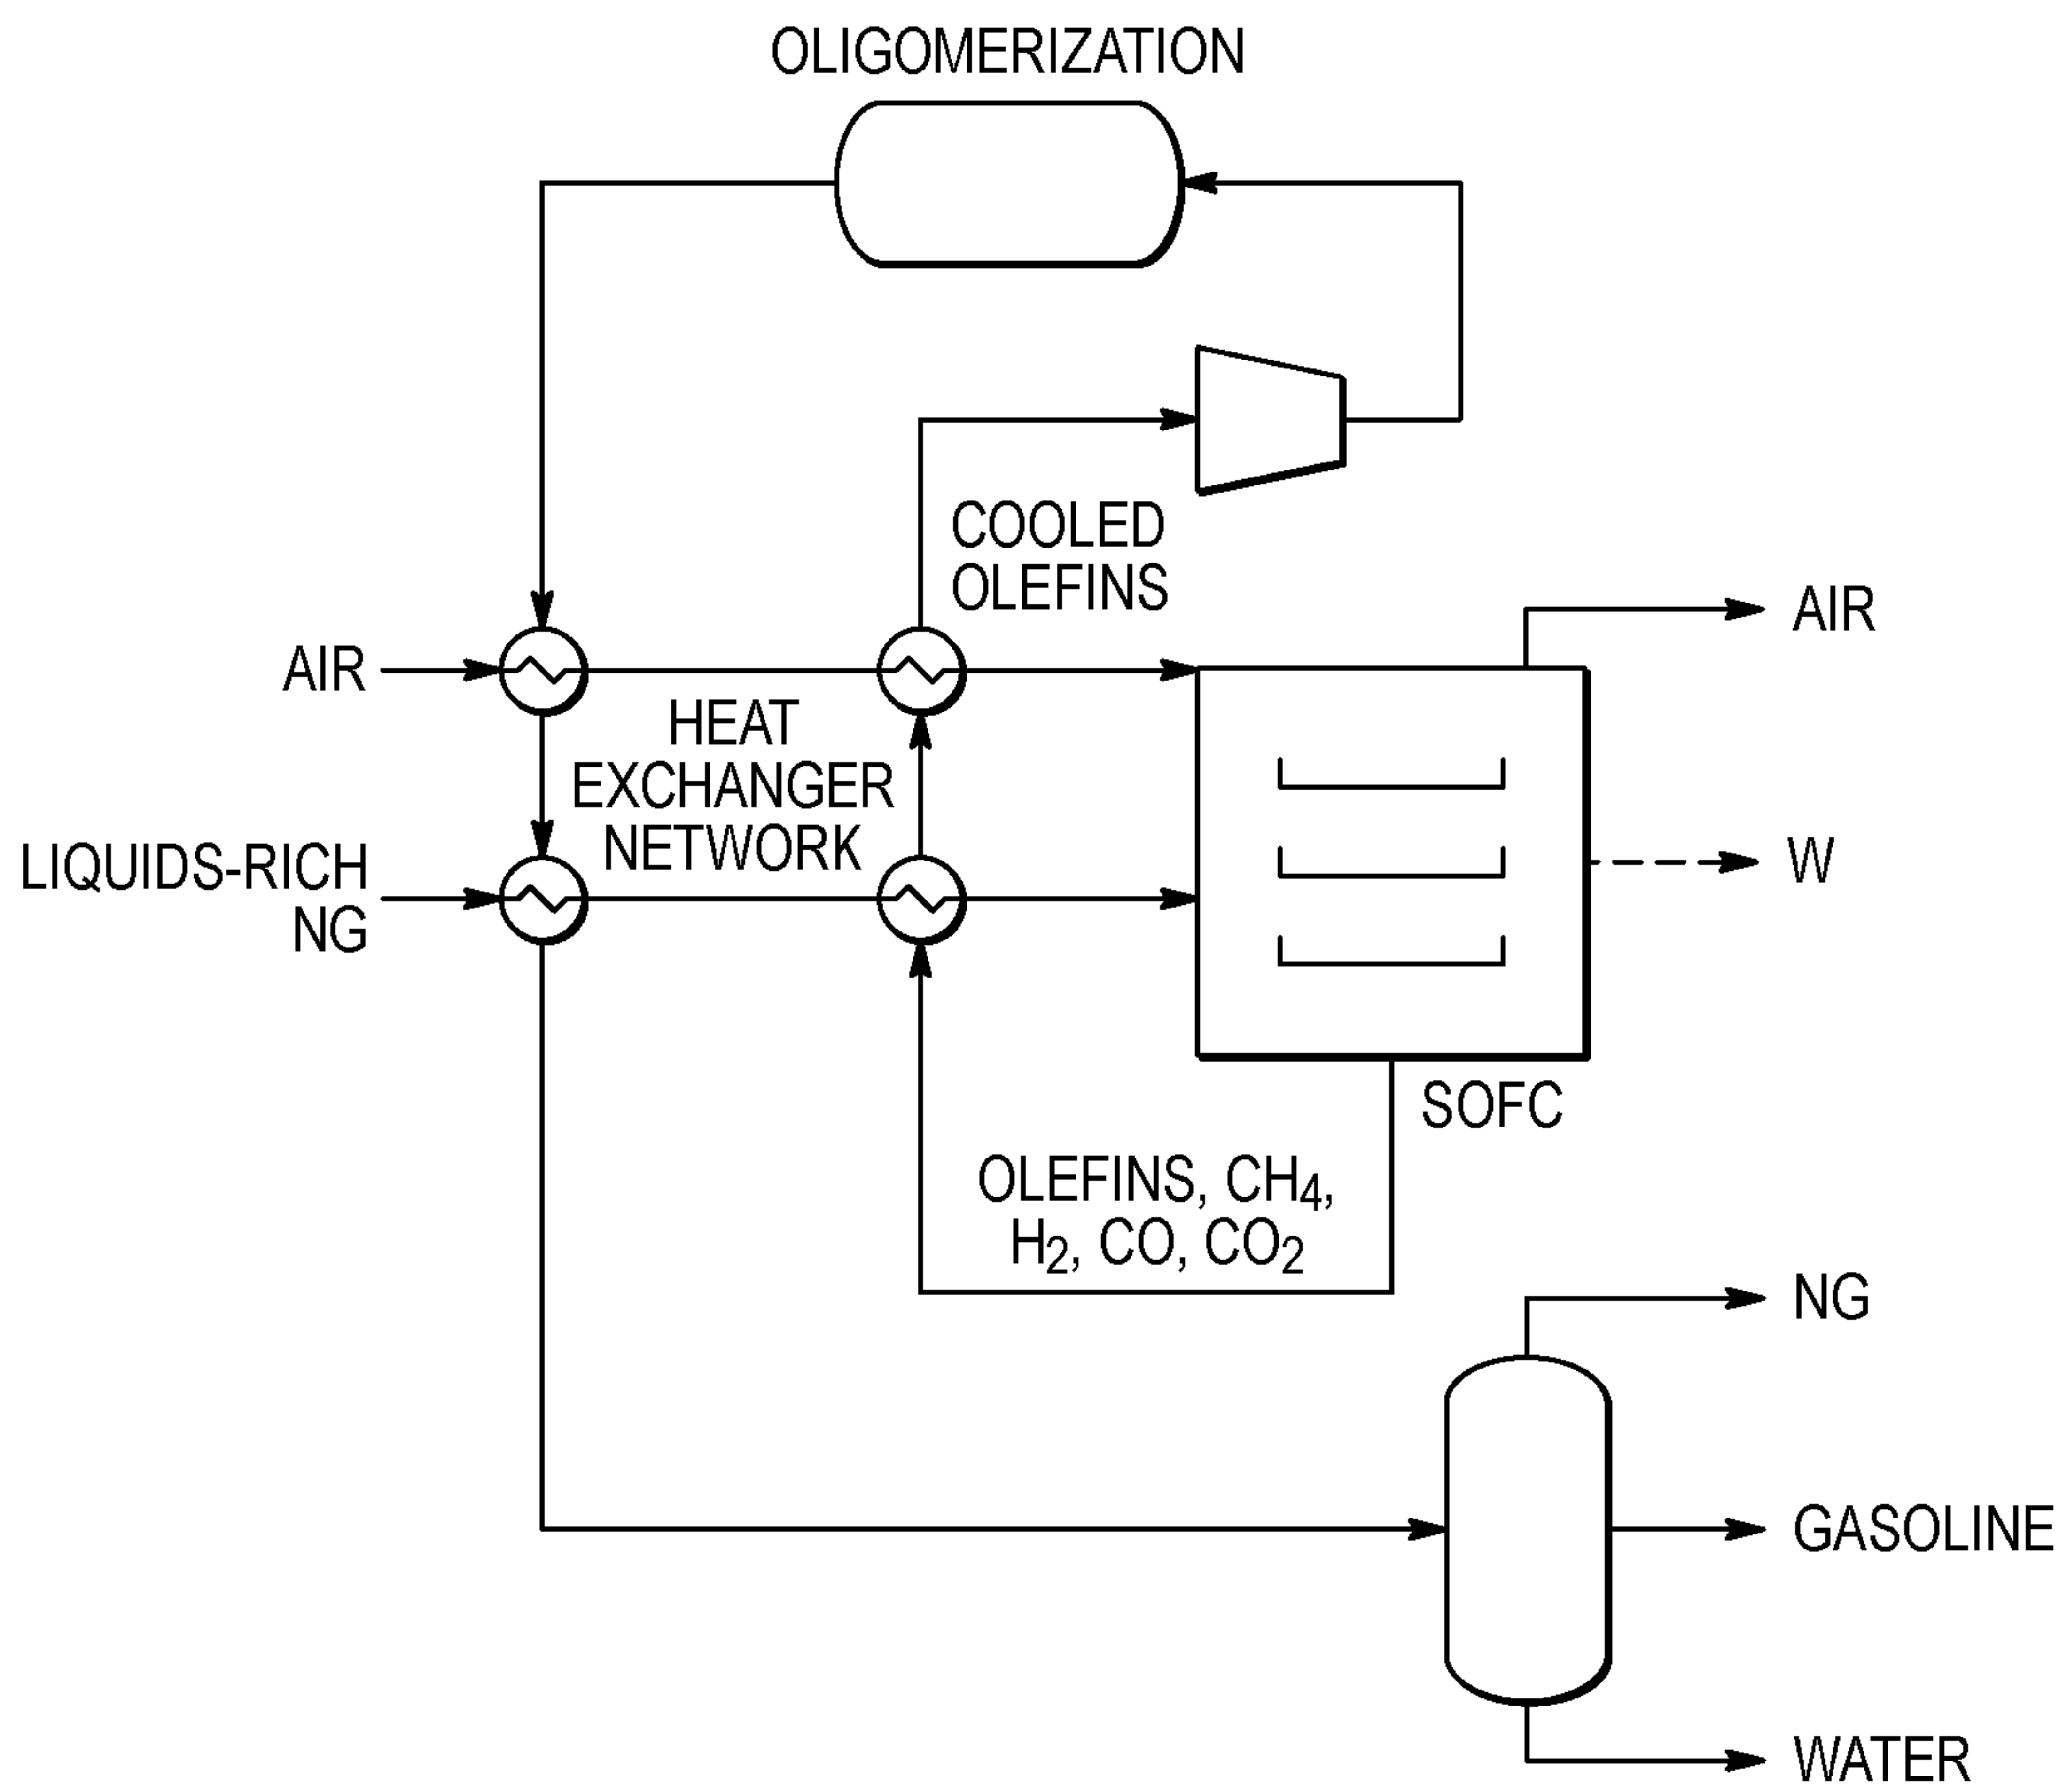 OLIGOMERIZATION
COOLED
OLEFINS
AIR
AIR
HEAT
EXCHANGER
NETWORK
LIQUIDS-RICH
NG
W
SOFC
OLEFINS, CH4,
H2, CO, CO2
NG
GASOLINE
WATER